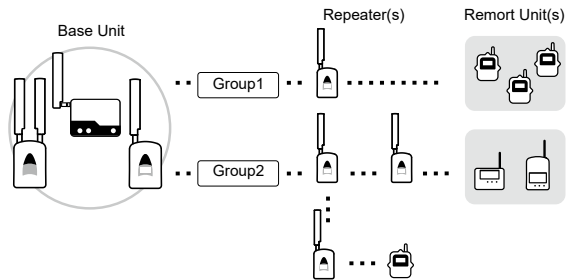 Repeater(s)
Remort Unit(s)
Base Unit
Group1
Group2